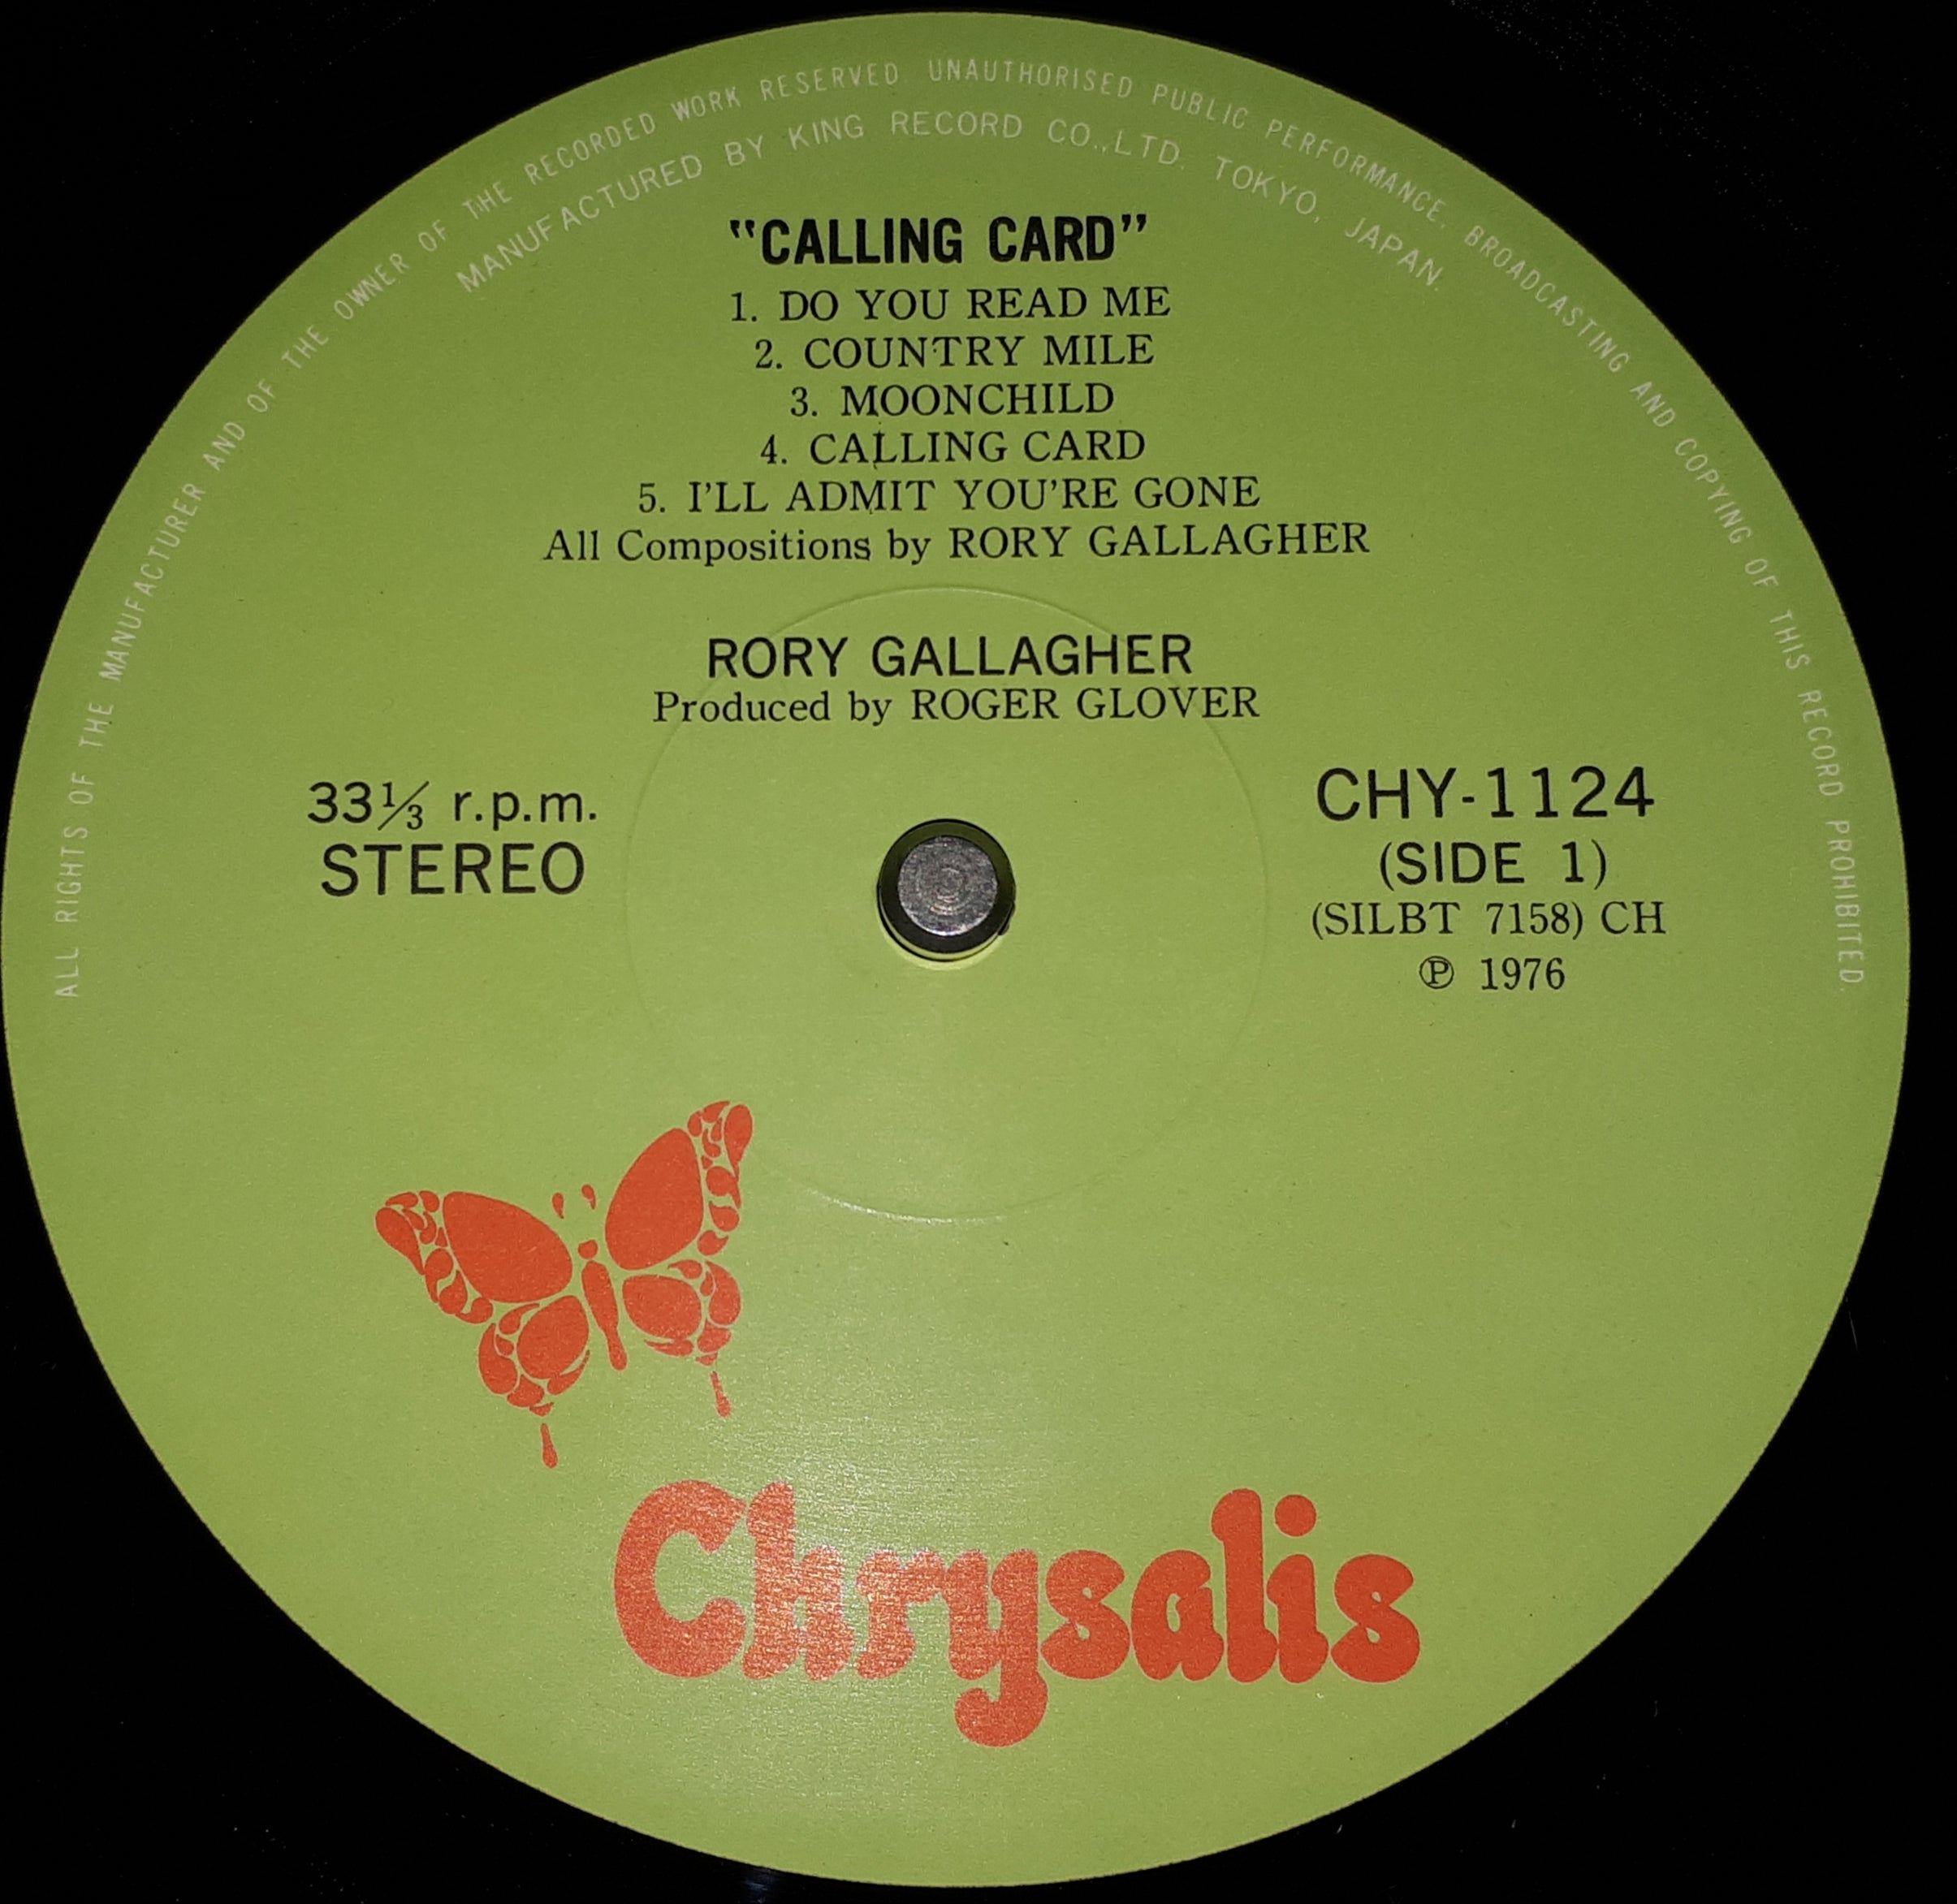 ALL RIGHTS OF THE MANUFACTURER AND OF THE OWNER OF THE RECORDED WORK RESERVED UNAUTHORISED PUBLIC PERFORMANCE, BROADCASTING AND COPYING OF THIS RECORD PROHIBITED.
MANUFACTURED BY KING RECORD CO.,LTD. TOKYO, JAPAN.
"CALLING CARD"
1. DO YOU READ ME
2. COUNTRY MILE
3. MOONCHILD
4. CALLING CARD
5. I'LL ADMIT YOU'RE GONE
All Compositions by RORY GALLAGHER
RORY GALLAGHER
Produced by ROGER GLOVER
33⅓ r.p.m.
STEREO
CHY-1124
(SIDE 1)
(SILBT 7158) CH
℗ 1976
Chrysalis